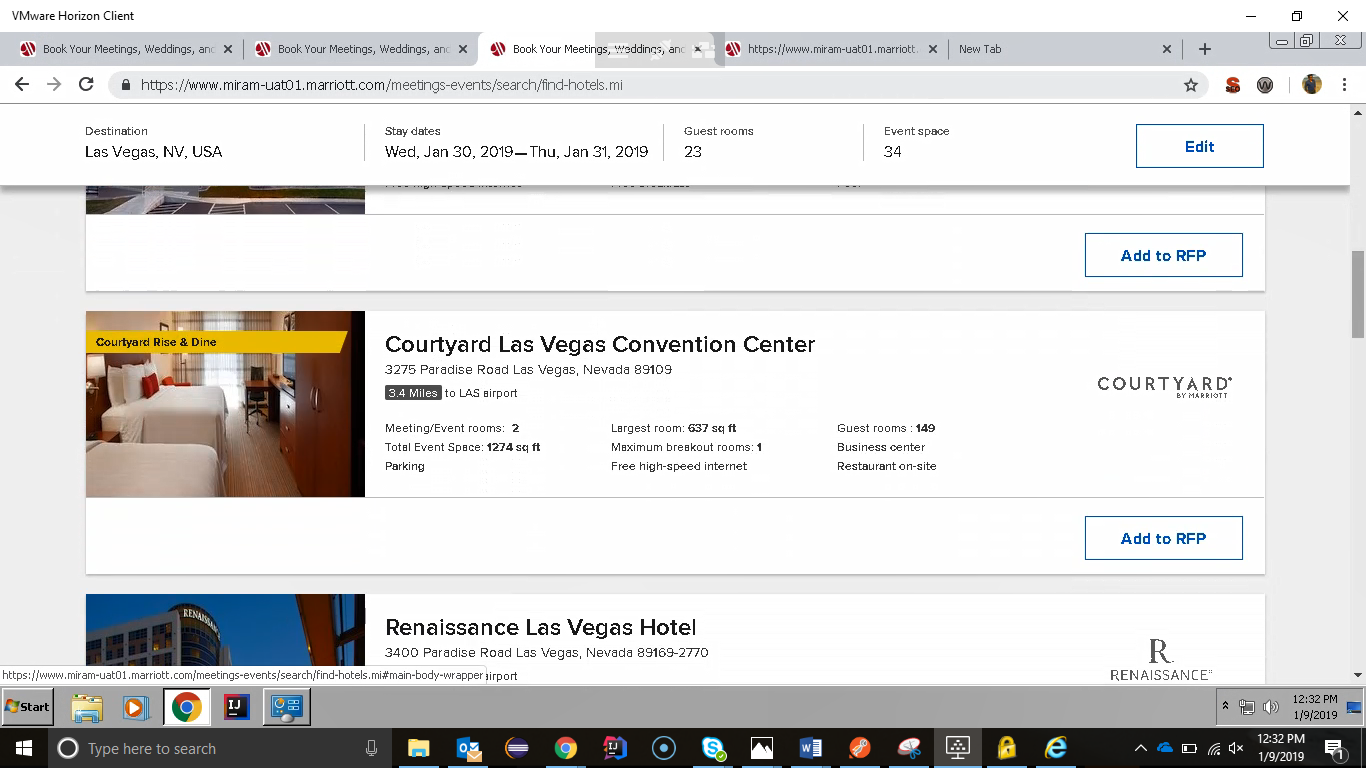 VMware Horizon Client
Book Your Meetings, Weddings, and
Book Your Meetings, Weddings, and
Book Your Meetings, Weddings, and
https://www.miram-uat01.marriott.
New Tab
https://www.miram-uat01.marriott.com/meetings-events/search/find-hotels.mi
Destination
Las Vegas, NV, USA
Stay dates
Wed, Jan 30, 2019—Thu, Jan 31, 2019
Guest rooms
23
Event space
34
Edit
Add to RFP
Courtyard Rise & Dine
Courtyard Las Vegas Convention Center
3275 Paradise Road Las Vegas, Nevada 89109
3.4 Miles to LAS airport
COURTYARD
BY MARRIOTT
Meeting/Event rooms: 2
Largest room: 637 sq ft
Guest rooms : 149
Total Event Space: 1274 sq ft
Maximum breakout rooms: 1
Business center
Parking
Free high-speed internet
Restaurant on-site
Add to RFP
RENAISSANCE
Renaissance Las Vegas Hotel
3400 Paradise Road Las Vegas, Nevada 89169-2770
R
RENAISSANCE
https://www.miram-uat01.marriott.com/meetings-events/search/find-hotels.mi#main-body-wrapper
airport
Start
12:32 PM
1/9/2019
Type here to search
12:32 PM
1/9/2019